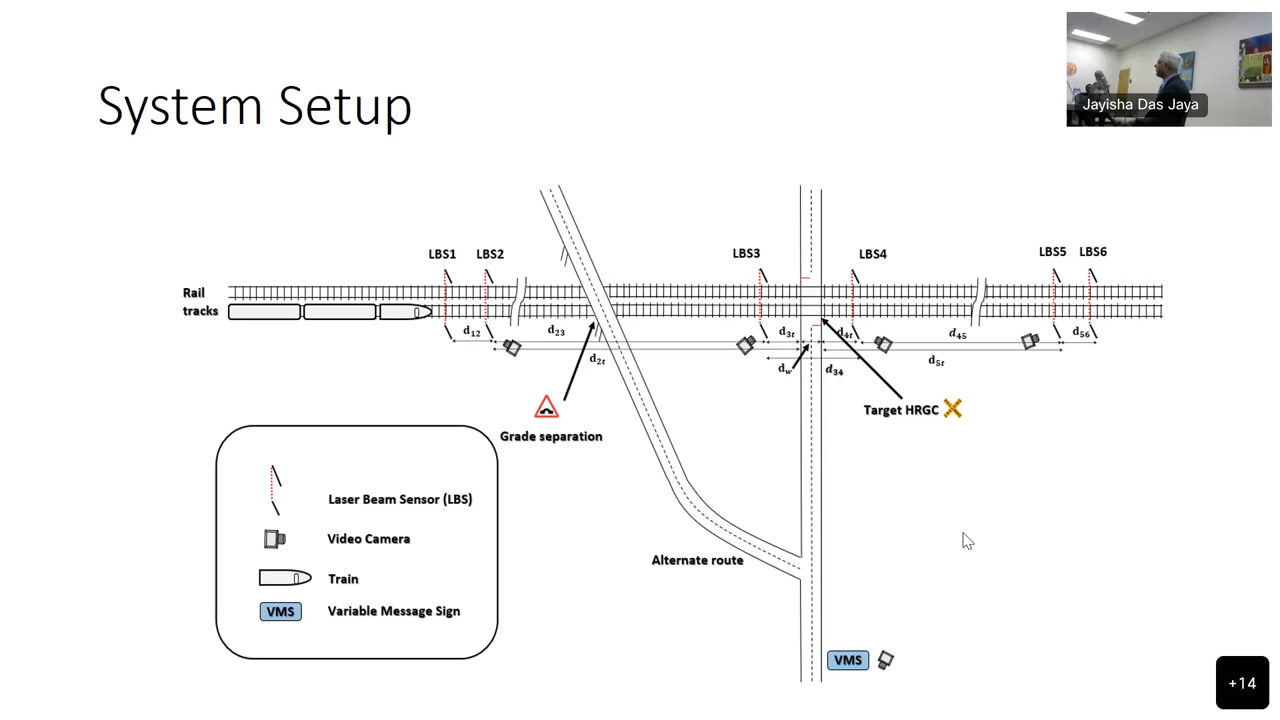 System Setup
Jayisha Das Jaya
LBS1
LBS2
LBS3
LBS4
LBS5
LBS6
Rail
tracks
d12
d23
d2t
d3t
d4t
d45
d56
dw
d34
d5t
Target HRGC
Grade separation
Laser Beam Sensor (LBS)
Video Camera
Train
VMS
Variable Message Sign
Alternate route
VMS
+14